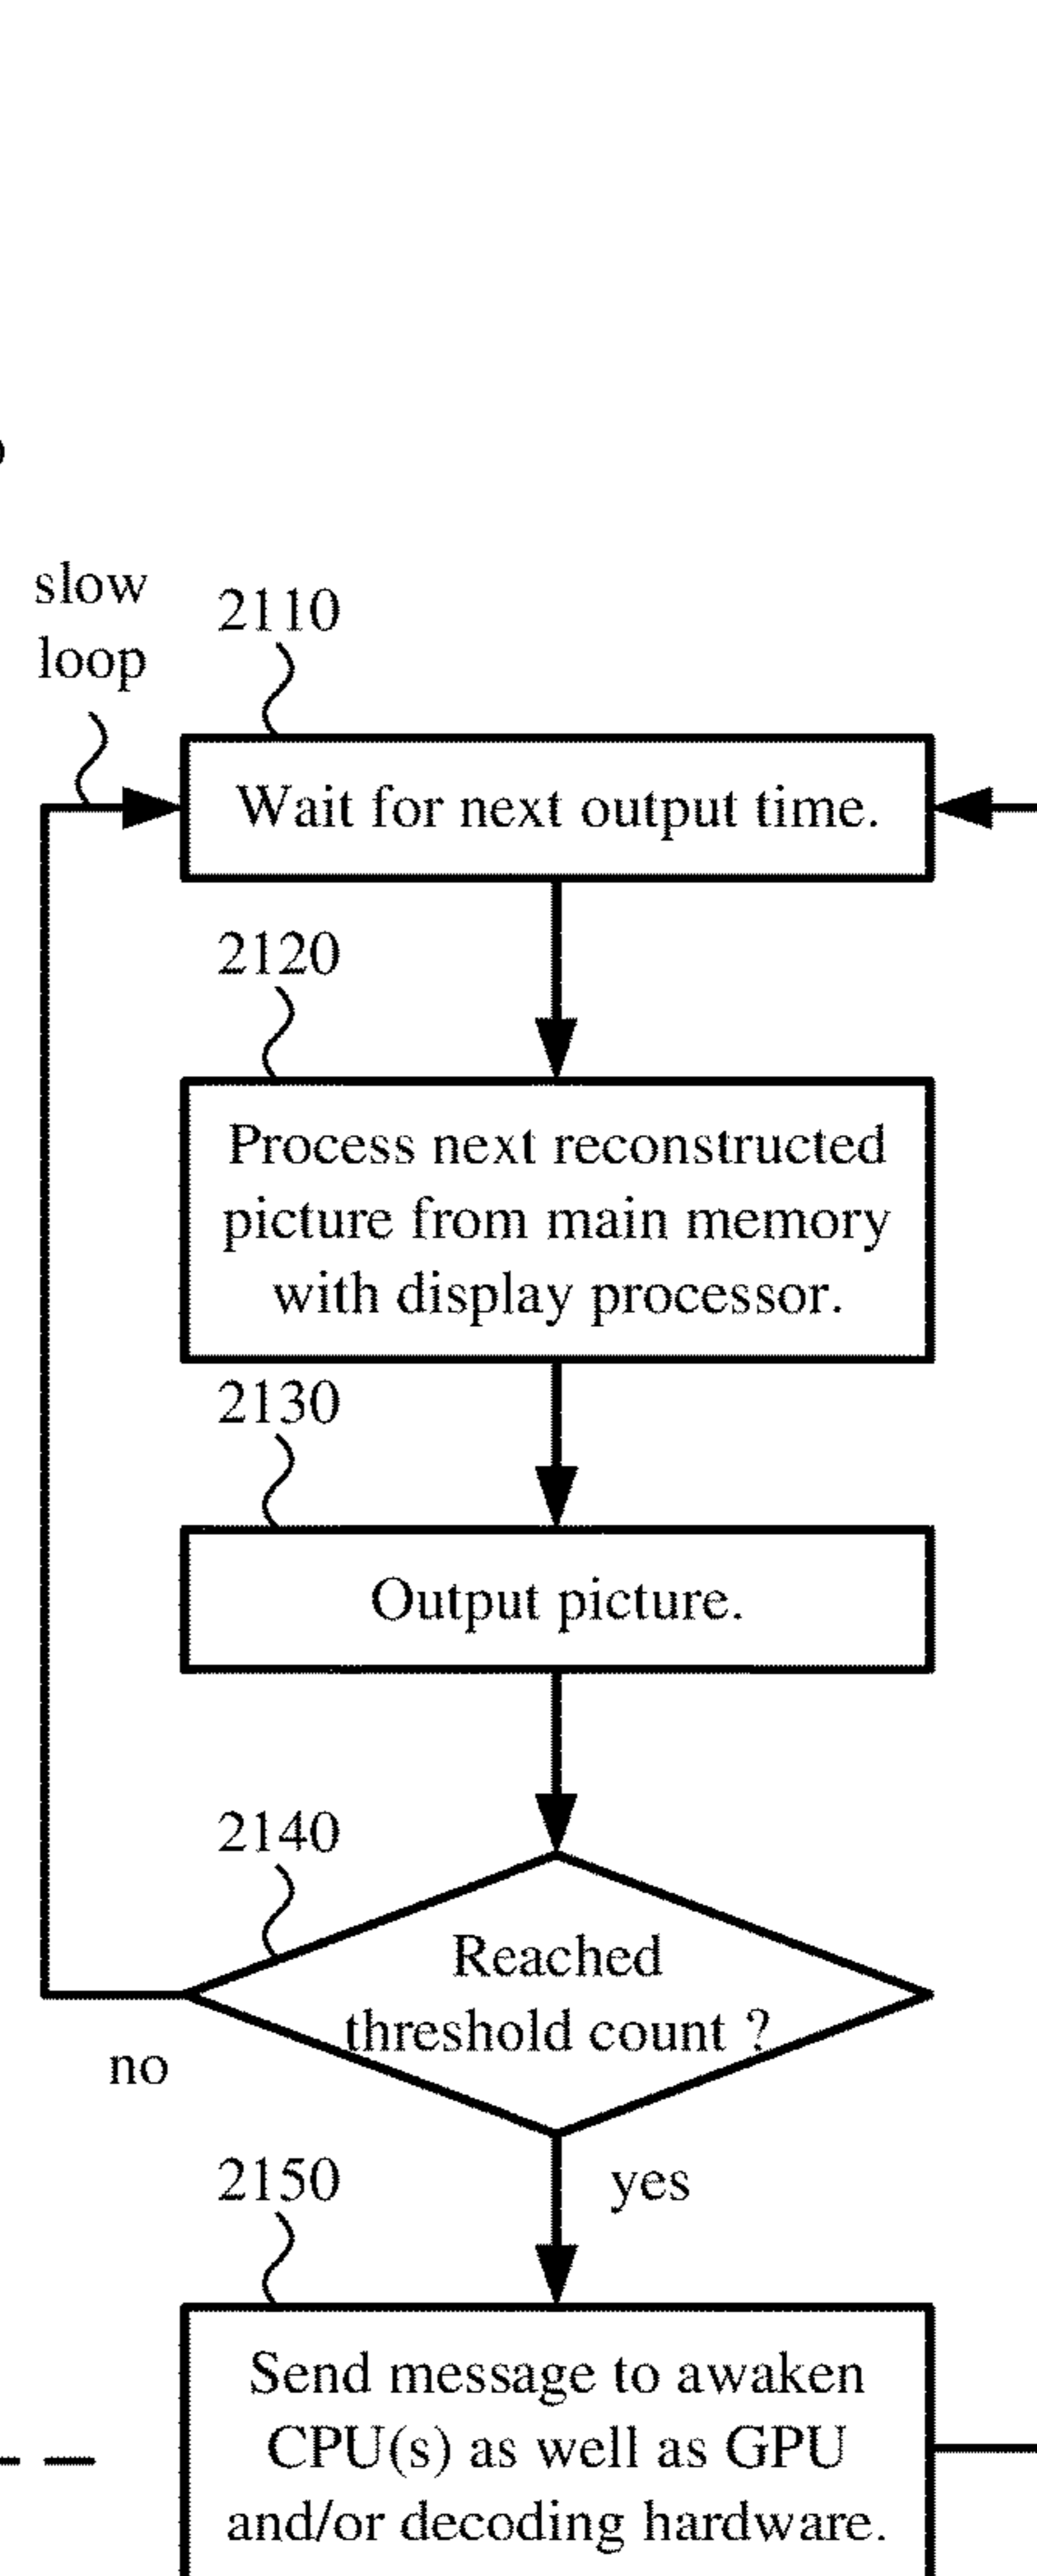 slow
loop
2110
Wait for next output time.
2120
Process next reconstructed
picture from main memory
with display processor.
2130
Output picture.
2140
Reached
threshold count ?
no
yes
2150
Send message to awaken
CPU(s) as well as GPU
and/or decoding hardware.